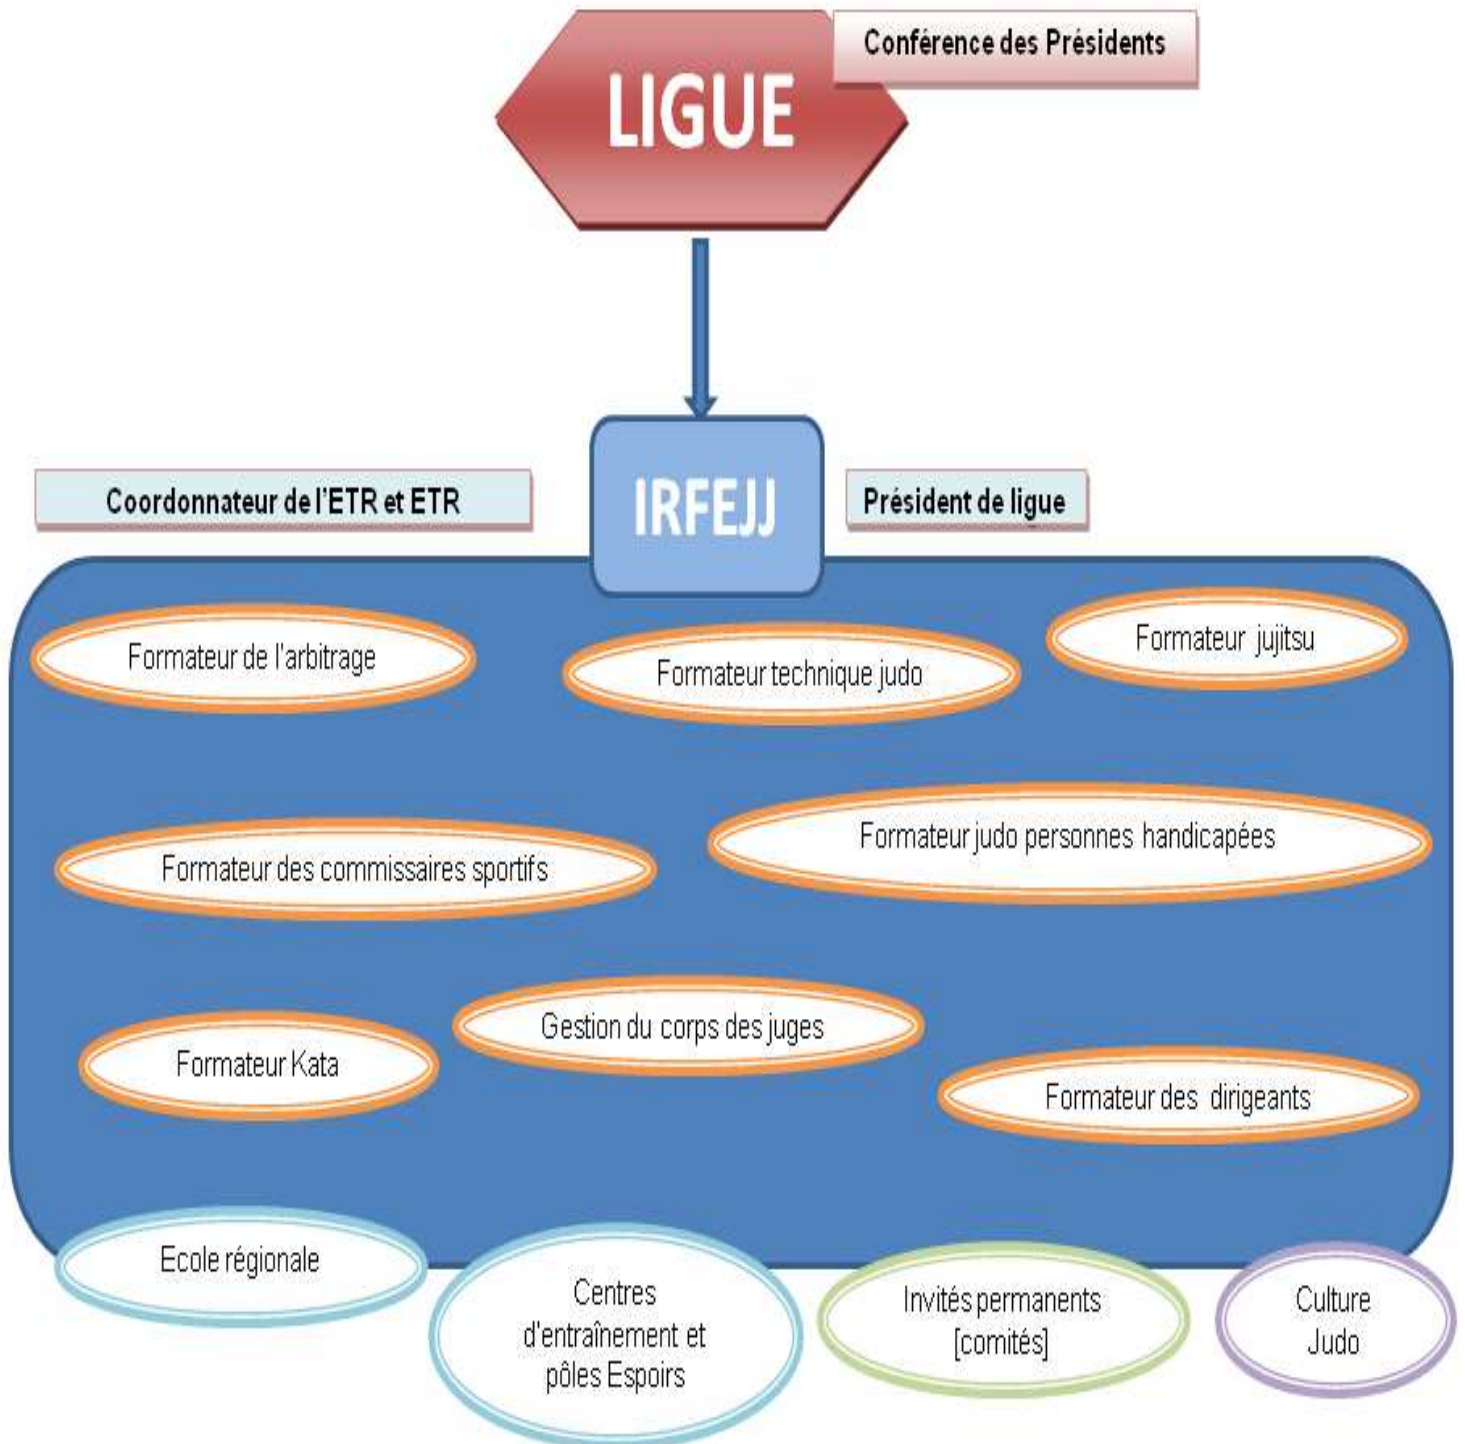 Conférence des Présidents
LIGUE
IRFEJJ
Coordonnateur de l'ETR et ETR
Président de ligue
Formateur de l'arbitrage
Formateur technique judo
Formateur jujitsu
Formateur des commissaires sportifs
Formateur judo personnes handicapées
Formateur Kata
Gestion du corps des juges
Formateur des dirigeants
Ecole régionale
Centres
d'entraînement et
pôles Espoirs
Invités permanents
[comités]
Culture
Judo